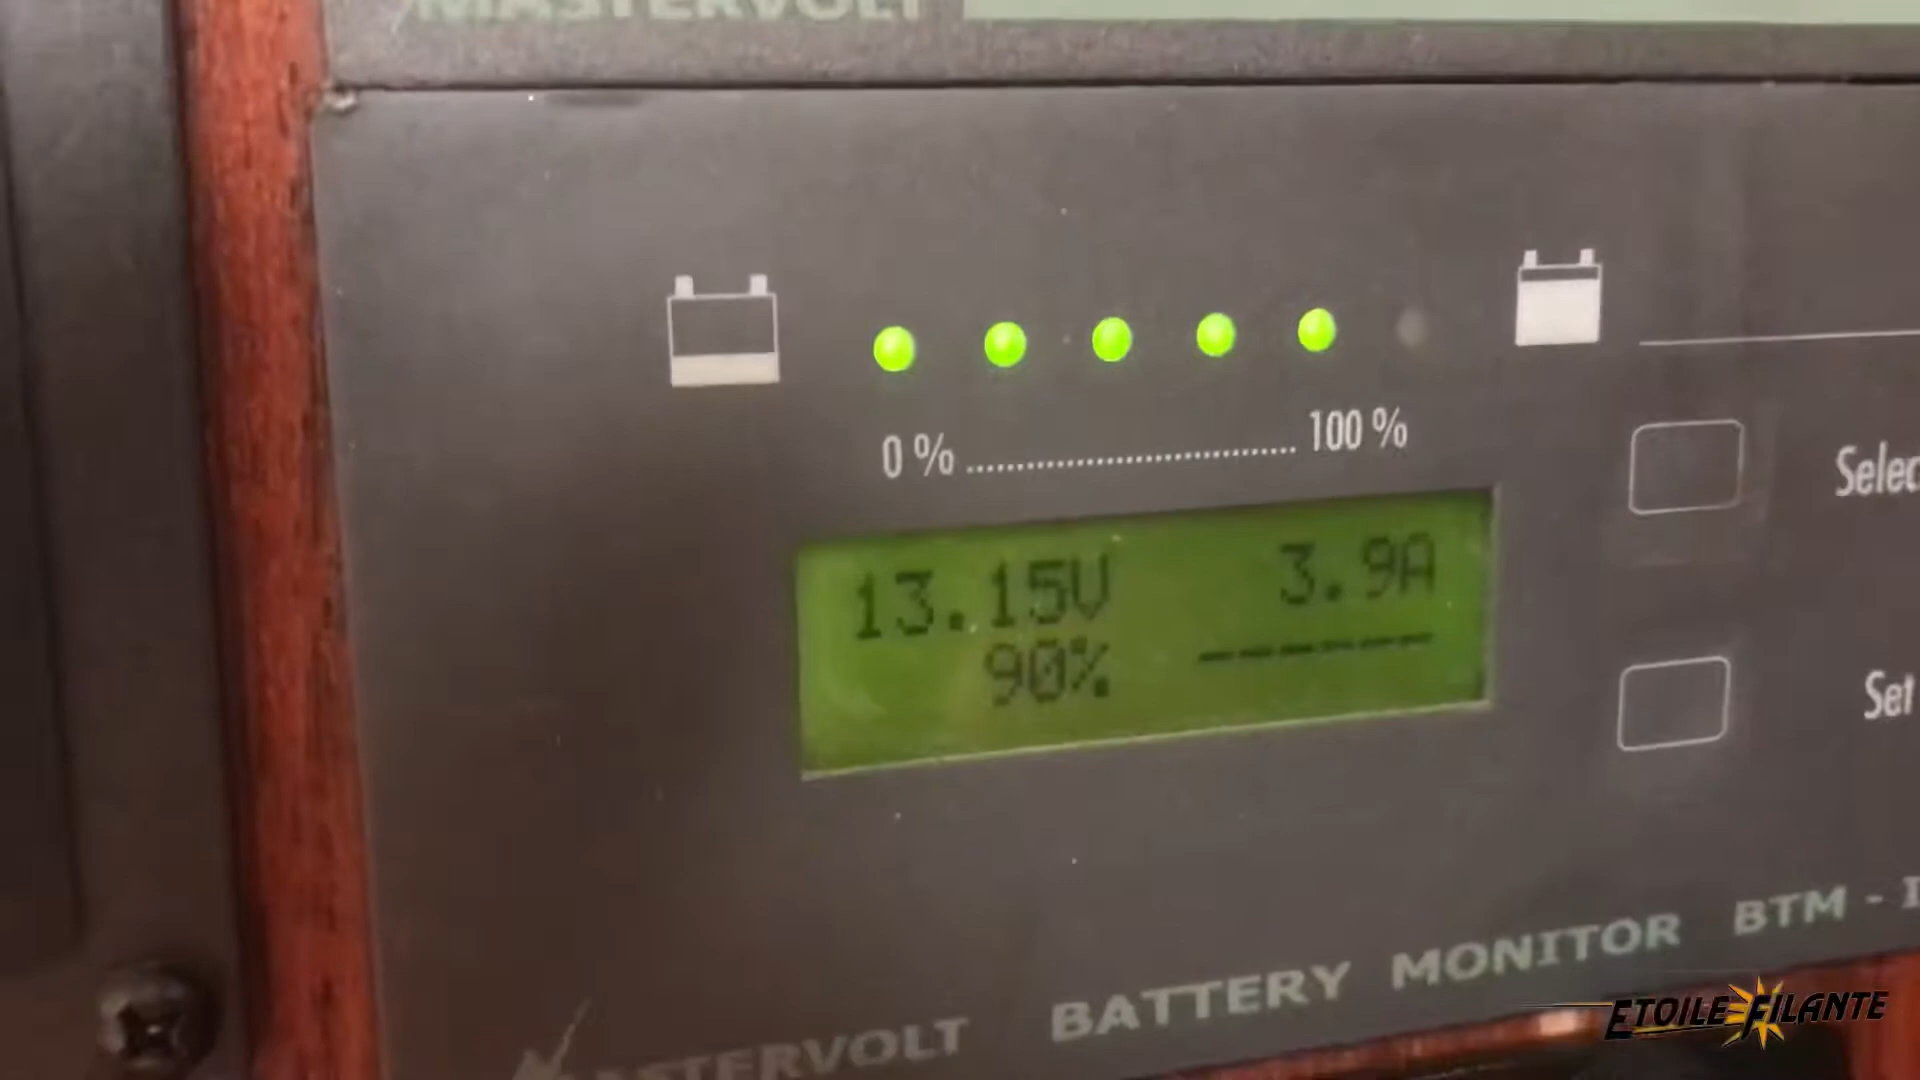 MASTERVOLT
0 % 100 %
13.15V 3.9A
90% ------
Selec
Set
MASTERVOLT BATTERY MONITOR BTM - I
ETOILE FILANTE